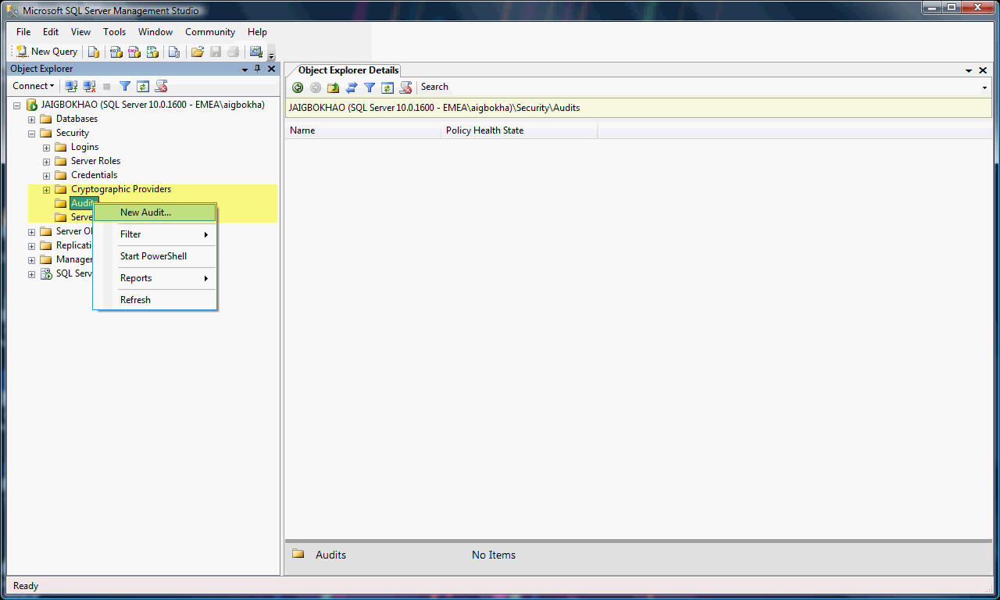 Microsoft SQL Server Management Studio
File Edit View Tools Window Community Help
New Query
Object Explorer
Connect
JAIGBOKHAO (SQL Server 10.0.1600 - EMEA\aigbokha)
Databases
Security
Logins
Server Roles
Credentials
Cryptographic Providers
Audits
Serve
Server Ob
Replicati
Manager
SQL Serv
New Audit...
Filter
Start PowerShell
Reports
Refresh
Object Explorer Details
Search
JAIGBOKHAO (SQL Server 10.0.1600 - EMEA\aigbokha)\Security\Audits
Name Policy Health State
Audits No Items
Ready